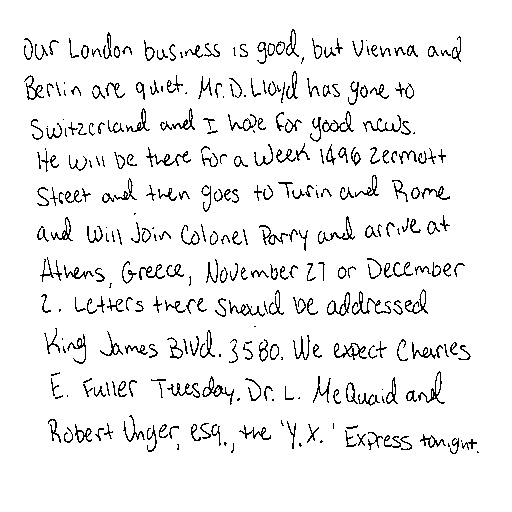 Our London business is good, but Vienna and
Berlin are quiet. Mr. D. Lloyd has gone to
Switzerland and I hope for good news.
He will be there for a week 1496 Zermott
Street and then goes to Turin and Rome
and will join Colonel Parry and arrive at
Athens, Greece, November 27 or December
2. Letters there should be addressed
King James Blvd. 3580. We expect Charles
E. Fuller Tuesday. Dr. L. McQuaid and
Robert Unger, esq., the 'Y.X.' Express tonight.